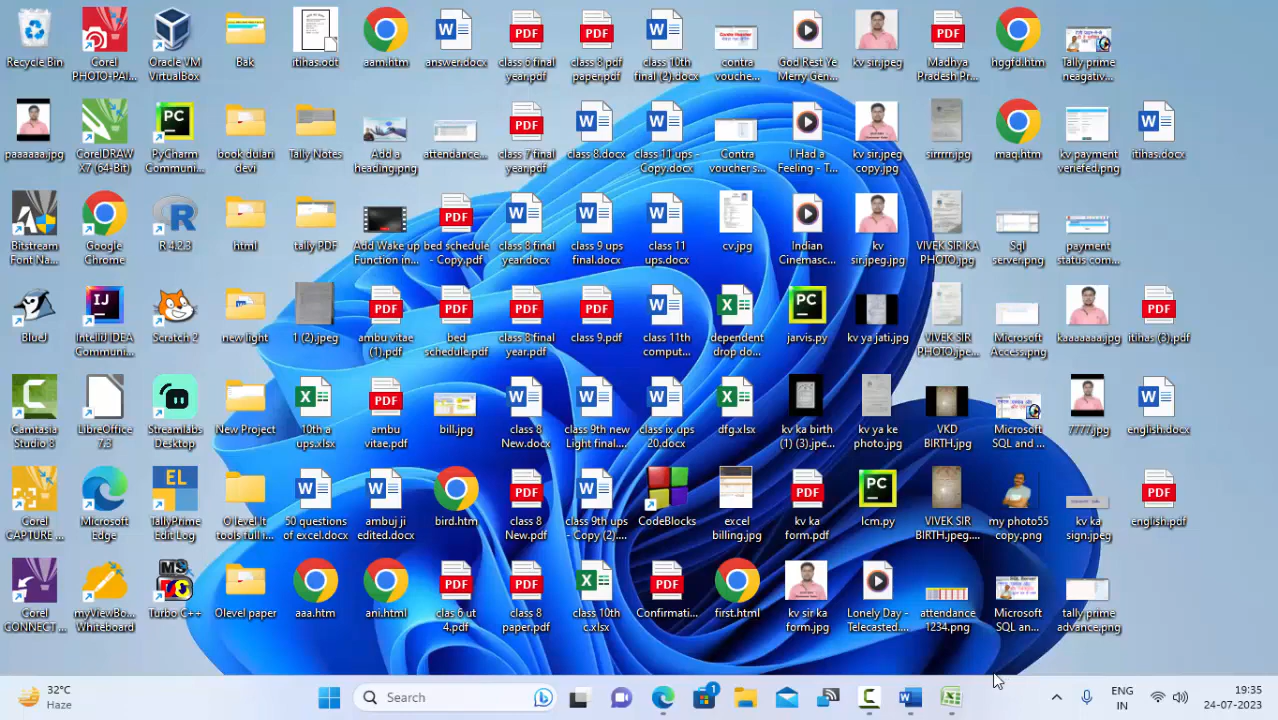 Recycle Bin
Corel PHOTO-PAI...
Oracle VM VirtualBox
Bak
itihas.odt
aam.htm
answer.docx
class 6 final year.pdf
class 8 pdf paper.pdf
class 10th final (2).docx
contra vouche...
God Rest Ye Merry Gen...
kv sir.jpeg
Madhya Pradesh Pr...
hggfd.htm
Tally prime neagativ...
paaaaaa.jpg
CorelDRAW X7 (64-Bit)
PyCharm Communi...
book dulari devi
Tally Notes
Add a heading.png
attendance...
class 7 final year.pdf
class 8.docx
class 11 ups - Copy.docx
Contra voucher s...
I Had a Feeling - T...
kv sir.jpeg copy.jpg
sirrrrr.jpg
maq.htm
kv payment veriefed.png
itihas.docx
Bitstream Font Na...
Google Chrome
R 4.2.3
html
tally PDF
Add Wake up Function in...
bed schedule - Copy.pdf
class 8 final year.docx
class 9 ups final.docx
class 11 ups.docx
cv.jpg
Indian Cinemasc...
kv sir.jpeg.jpg
VIVEK SIR KA PHOTO.jpg
Sql server.png
payment status com...
BlueJ
IntelliJ IDEA Communi...
Scratch 2
new light
1 (2).jpeg
ambu vitae (1).pdf
bed schedule.pdf
class 8 final year.pdf
class 9.pdf
class 11th comput...
dependent drop do...
jarvis.py
kv ya jati.jpg
VIVEK SIR PHOTO.jpe...
Microsoft Access.png
kaaaaaaa.jpg
itihas (3).pdf
Camtasia Studio 8
LibreOffice 7.3
Streamlabs Desktop
New Project
10th a ups.xlsx
ambu vitae.pdf
bill.jpg
class 8 New.docx
class 9th new Light final....
class ix ups 20.docx
dfg.xlsx
kv ka birth (1) (3).jpe...
kv ya ke photo.jpg
VKD BIRTH.jpg
Microsoft SQL and ...
7777.jpg
english.docx
Corel CAPTURE ...
Microsoft Edge
TallyPrime Edit Log
O level It tools full i...
50 questions of excel.docx
ambuj ji edited.docx
bird.htm
class 8 New.pdf
class 9th ups - Copy (2)....
CodeBlocks
excel billing.jpg
kv ka form.pdf
lcm.py
VIVEK SIR BIRTH.jpeg....
my photo55 copy.png
kv ka sign.jpeg
english.pdf
Corel CONNECT ...
myViewBo... Whiteboard
Turbo C++
Olevel paper
aaa.htm
ani.html
clas 6 ut 4.pdf
class 8 paper.pdf
class 10th c.xlsx
Confirmati...
first.html
kv sir ka form.jpg
Lonely Day - Telecasted....
attendance 1234.png
Microsoft SQL an...
tally prime advance.png
32°C
Haze
Search
ENG
IN
19:35
24-07-2023